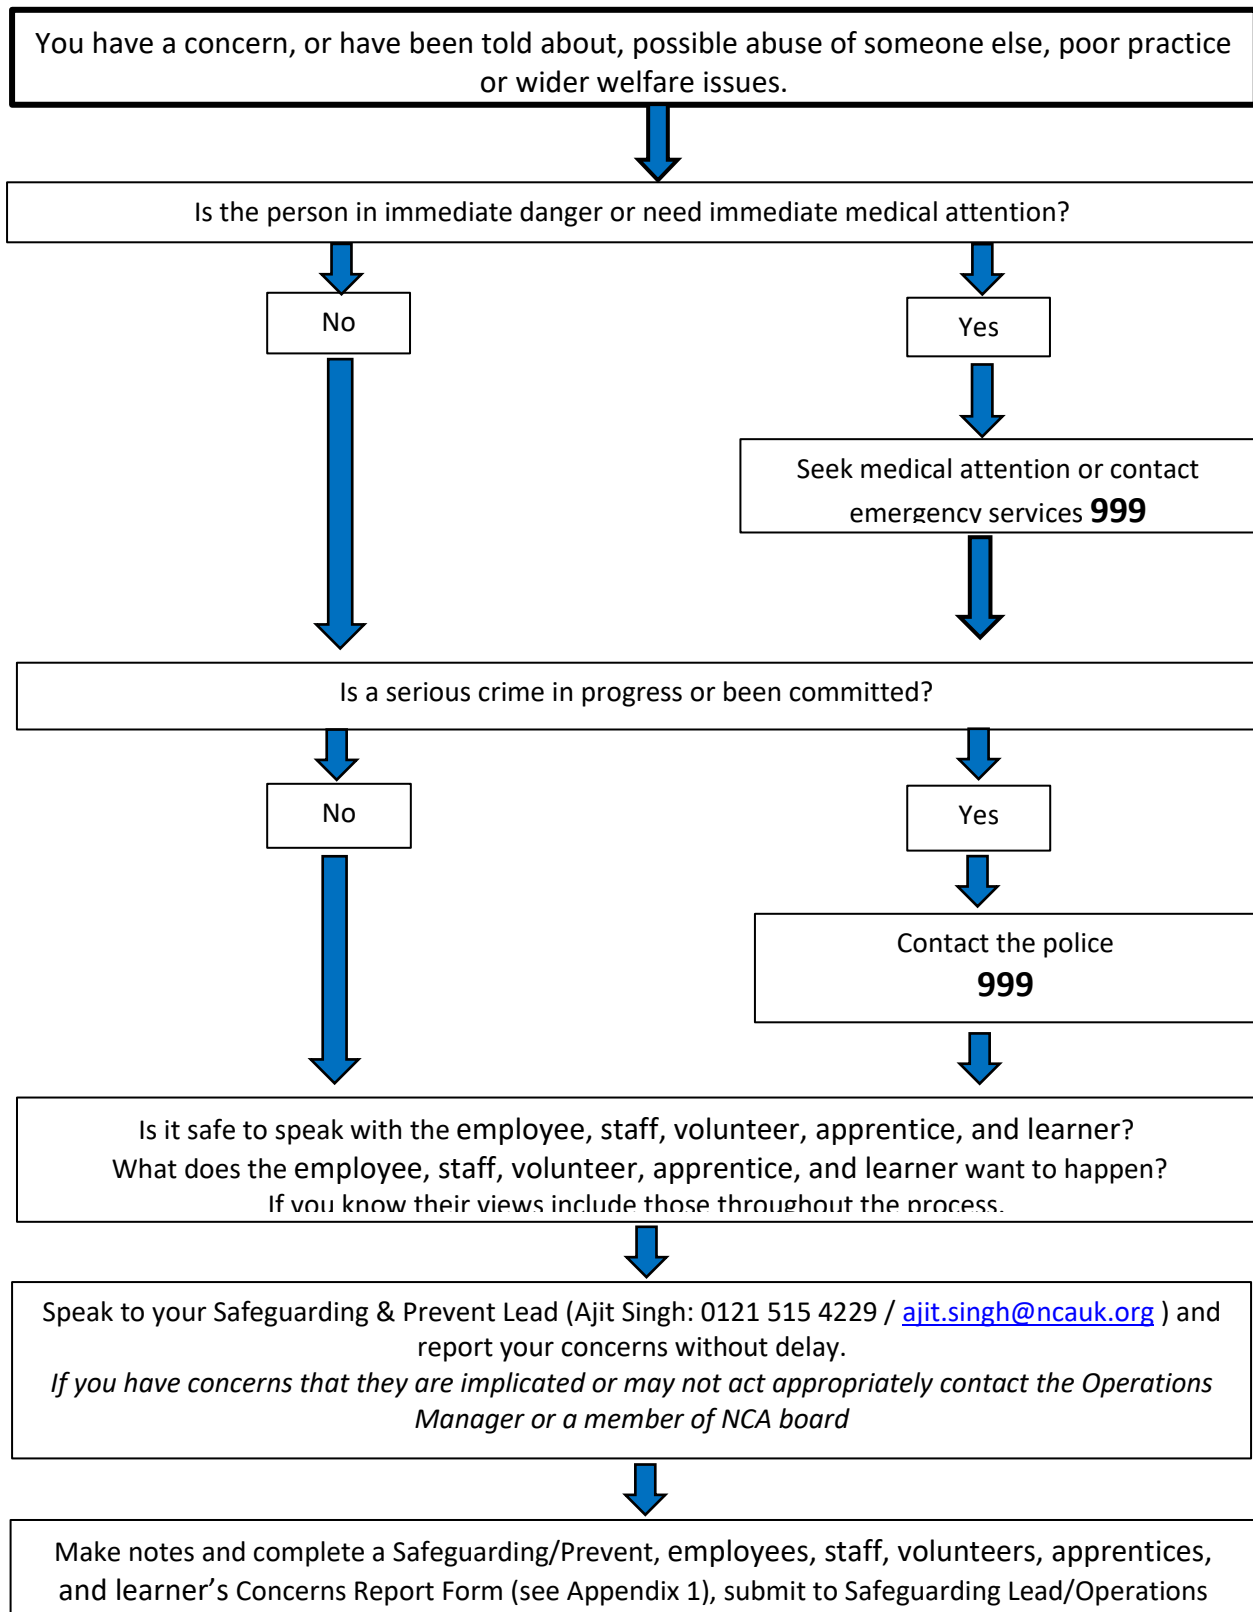 You have a concern, or have been told about, possible abuse of someone else, poor practice
or wider welfare issues.
Is the person in immediate danger or need immediate medical attention?
No
Yes
Seek medical attention or contact
emergency services 999
Is a serious crime in progress or been committed?
No
Yes
Contact the police
999
Is it safe to speak with the employee, staff, volunteer, apprentice, and learner?
What does the employee, staff, volunteer, apprentice, and learner want to happen?
If you know their views include those throughout the process.
Speak to your Safeguarding & Prevent Lead (Ajit Singh: 0121 515 4229 / ajit.singh@ncauk.org ) and
report your concerns without delay.
If you have concerns that they are implicated or may not act appropriately contact the Operations
Manager or a member of NCA board
Make notes and complete a Safeguarding/Prevent, employees, staff, volunteers, apprentices,
and learner’s Concerns Report Form (see Appendix 1), submit to Safeguarding Lead/Operations